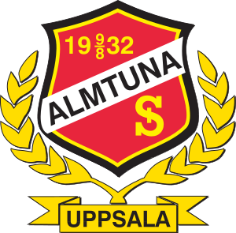 19 9/8 32
ALMTUNA
IS
UPPSALA